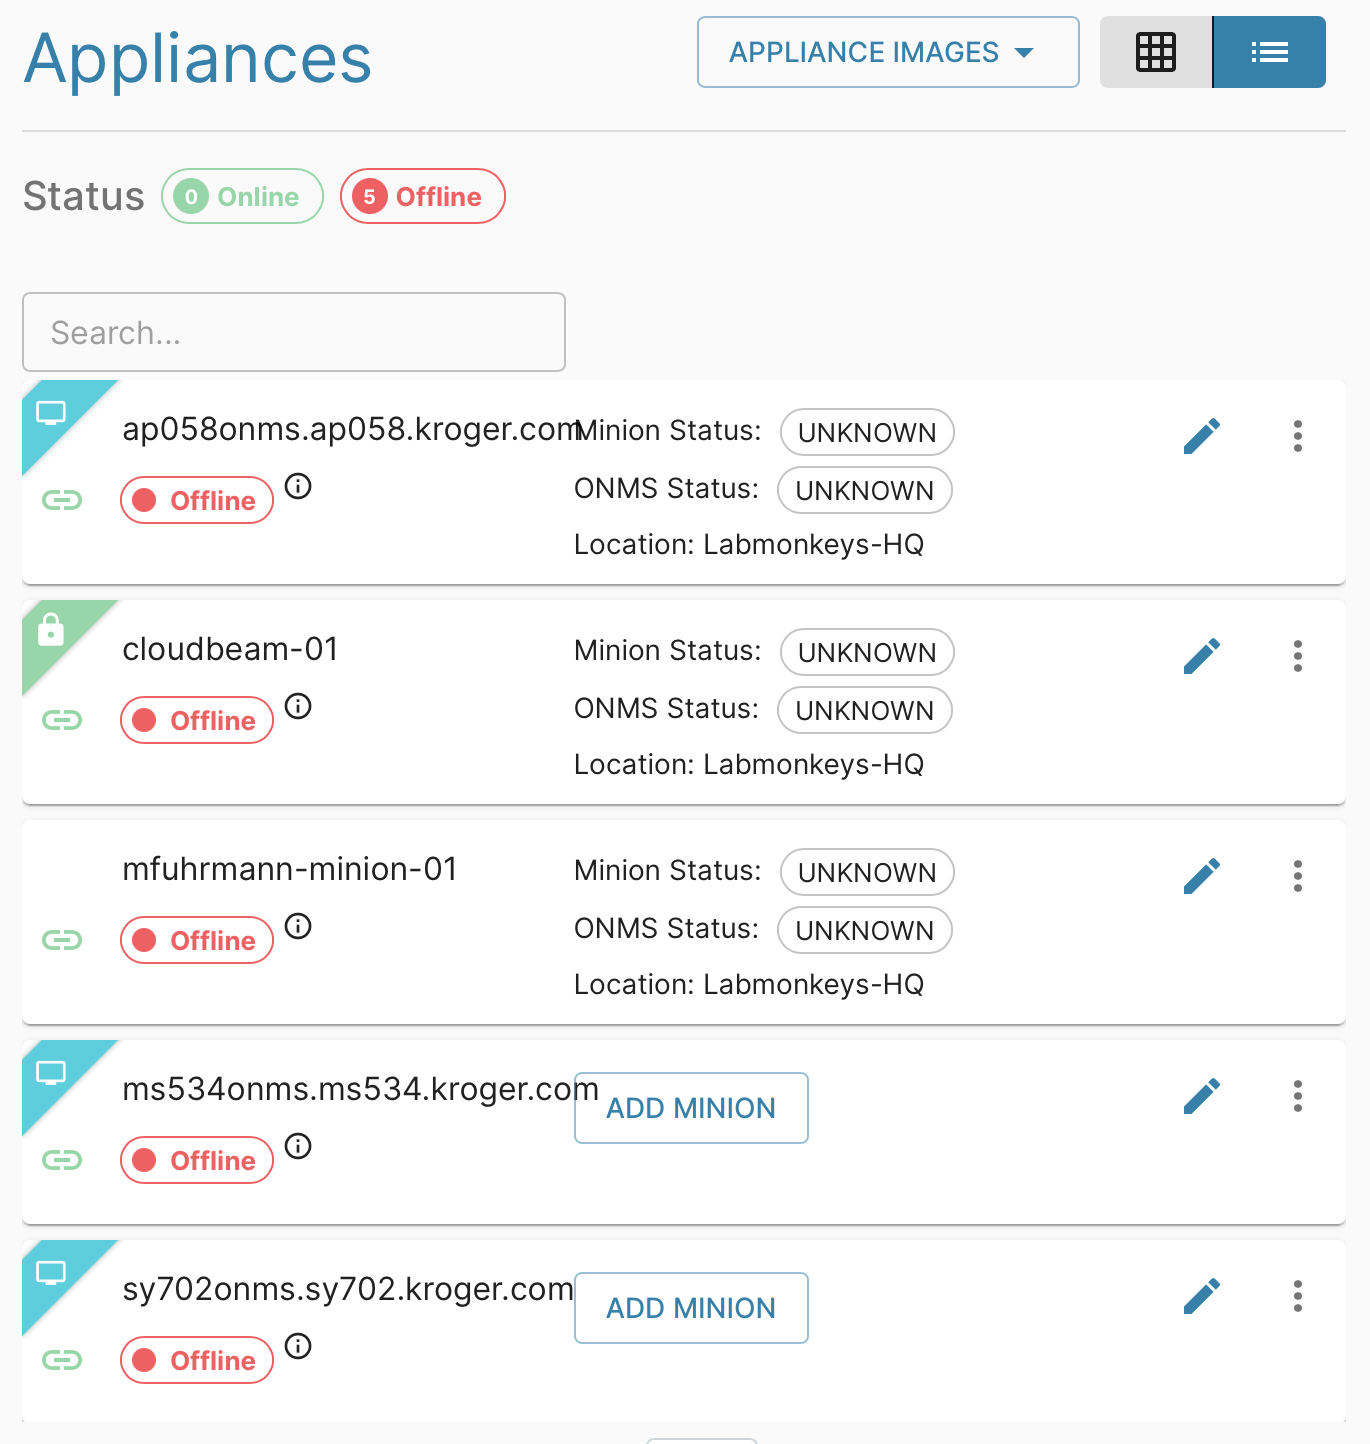 Appliances
APPLIANCE IMAGES
Status 0 Online 5 Offline
Search...
ap058onms.ap058.kroger.com
Minion Status: UNKNOWN
Offline
ONMS Status: UNKNOWN
Location: Labmonkeys-HQ
cloudbeam-01
Minion Status: UNKNOWN
Offline
ONMS Status: UNKNOWN
Location: Labmonkeys-HQ
mfuhrmann-minion-01
Minion Status: UNKNOWN
Offline
ONMS Status: UNKNOWN
Location: Labmonkeys-HQ
ms534onms.ms534.kroger.com
ADD MINION
Offline
sy702onms.sy702.kroger.com
ADD MINION
Offline